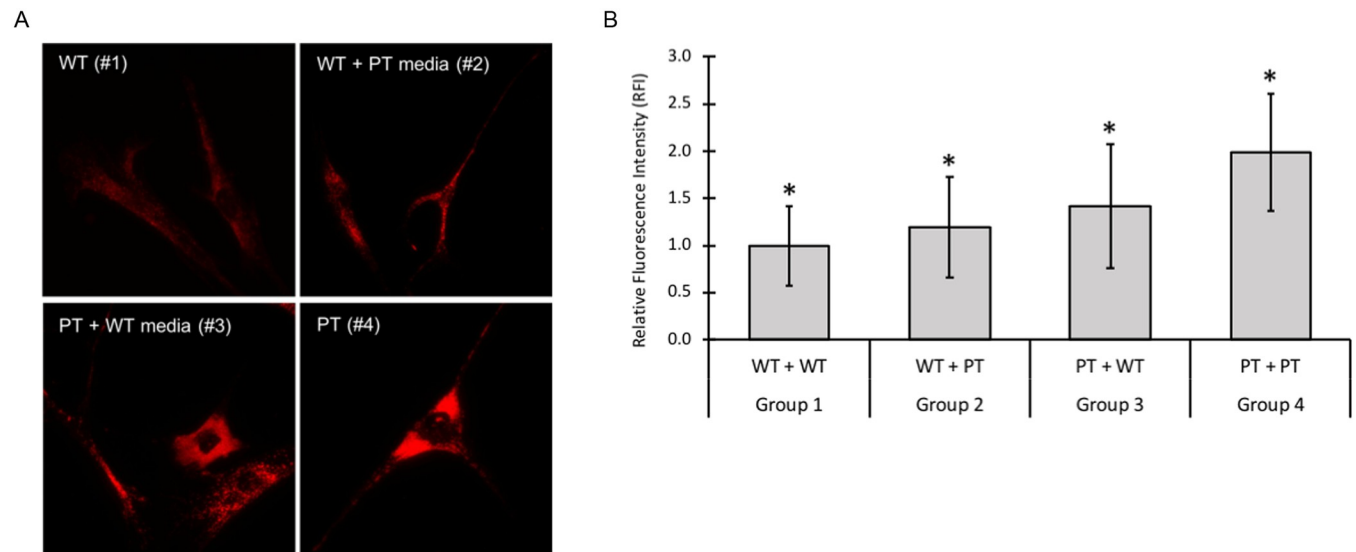 A
WT (#1)
WT + PT media (#2)
PT + WT media (#3)
PT (#4)
B
Relative Fluorescence Intensity (RFI)
3.0
2.5
2.0
1.5
1.0
0.5
0.0
*
*
*
*
WT + WT
WT + PT
PT + WT
PT + PT
Group 1
Group 2
Group 3
Group 4